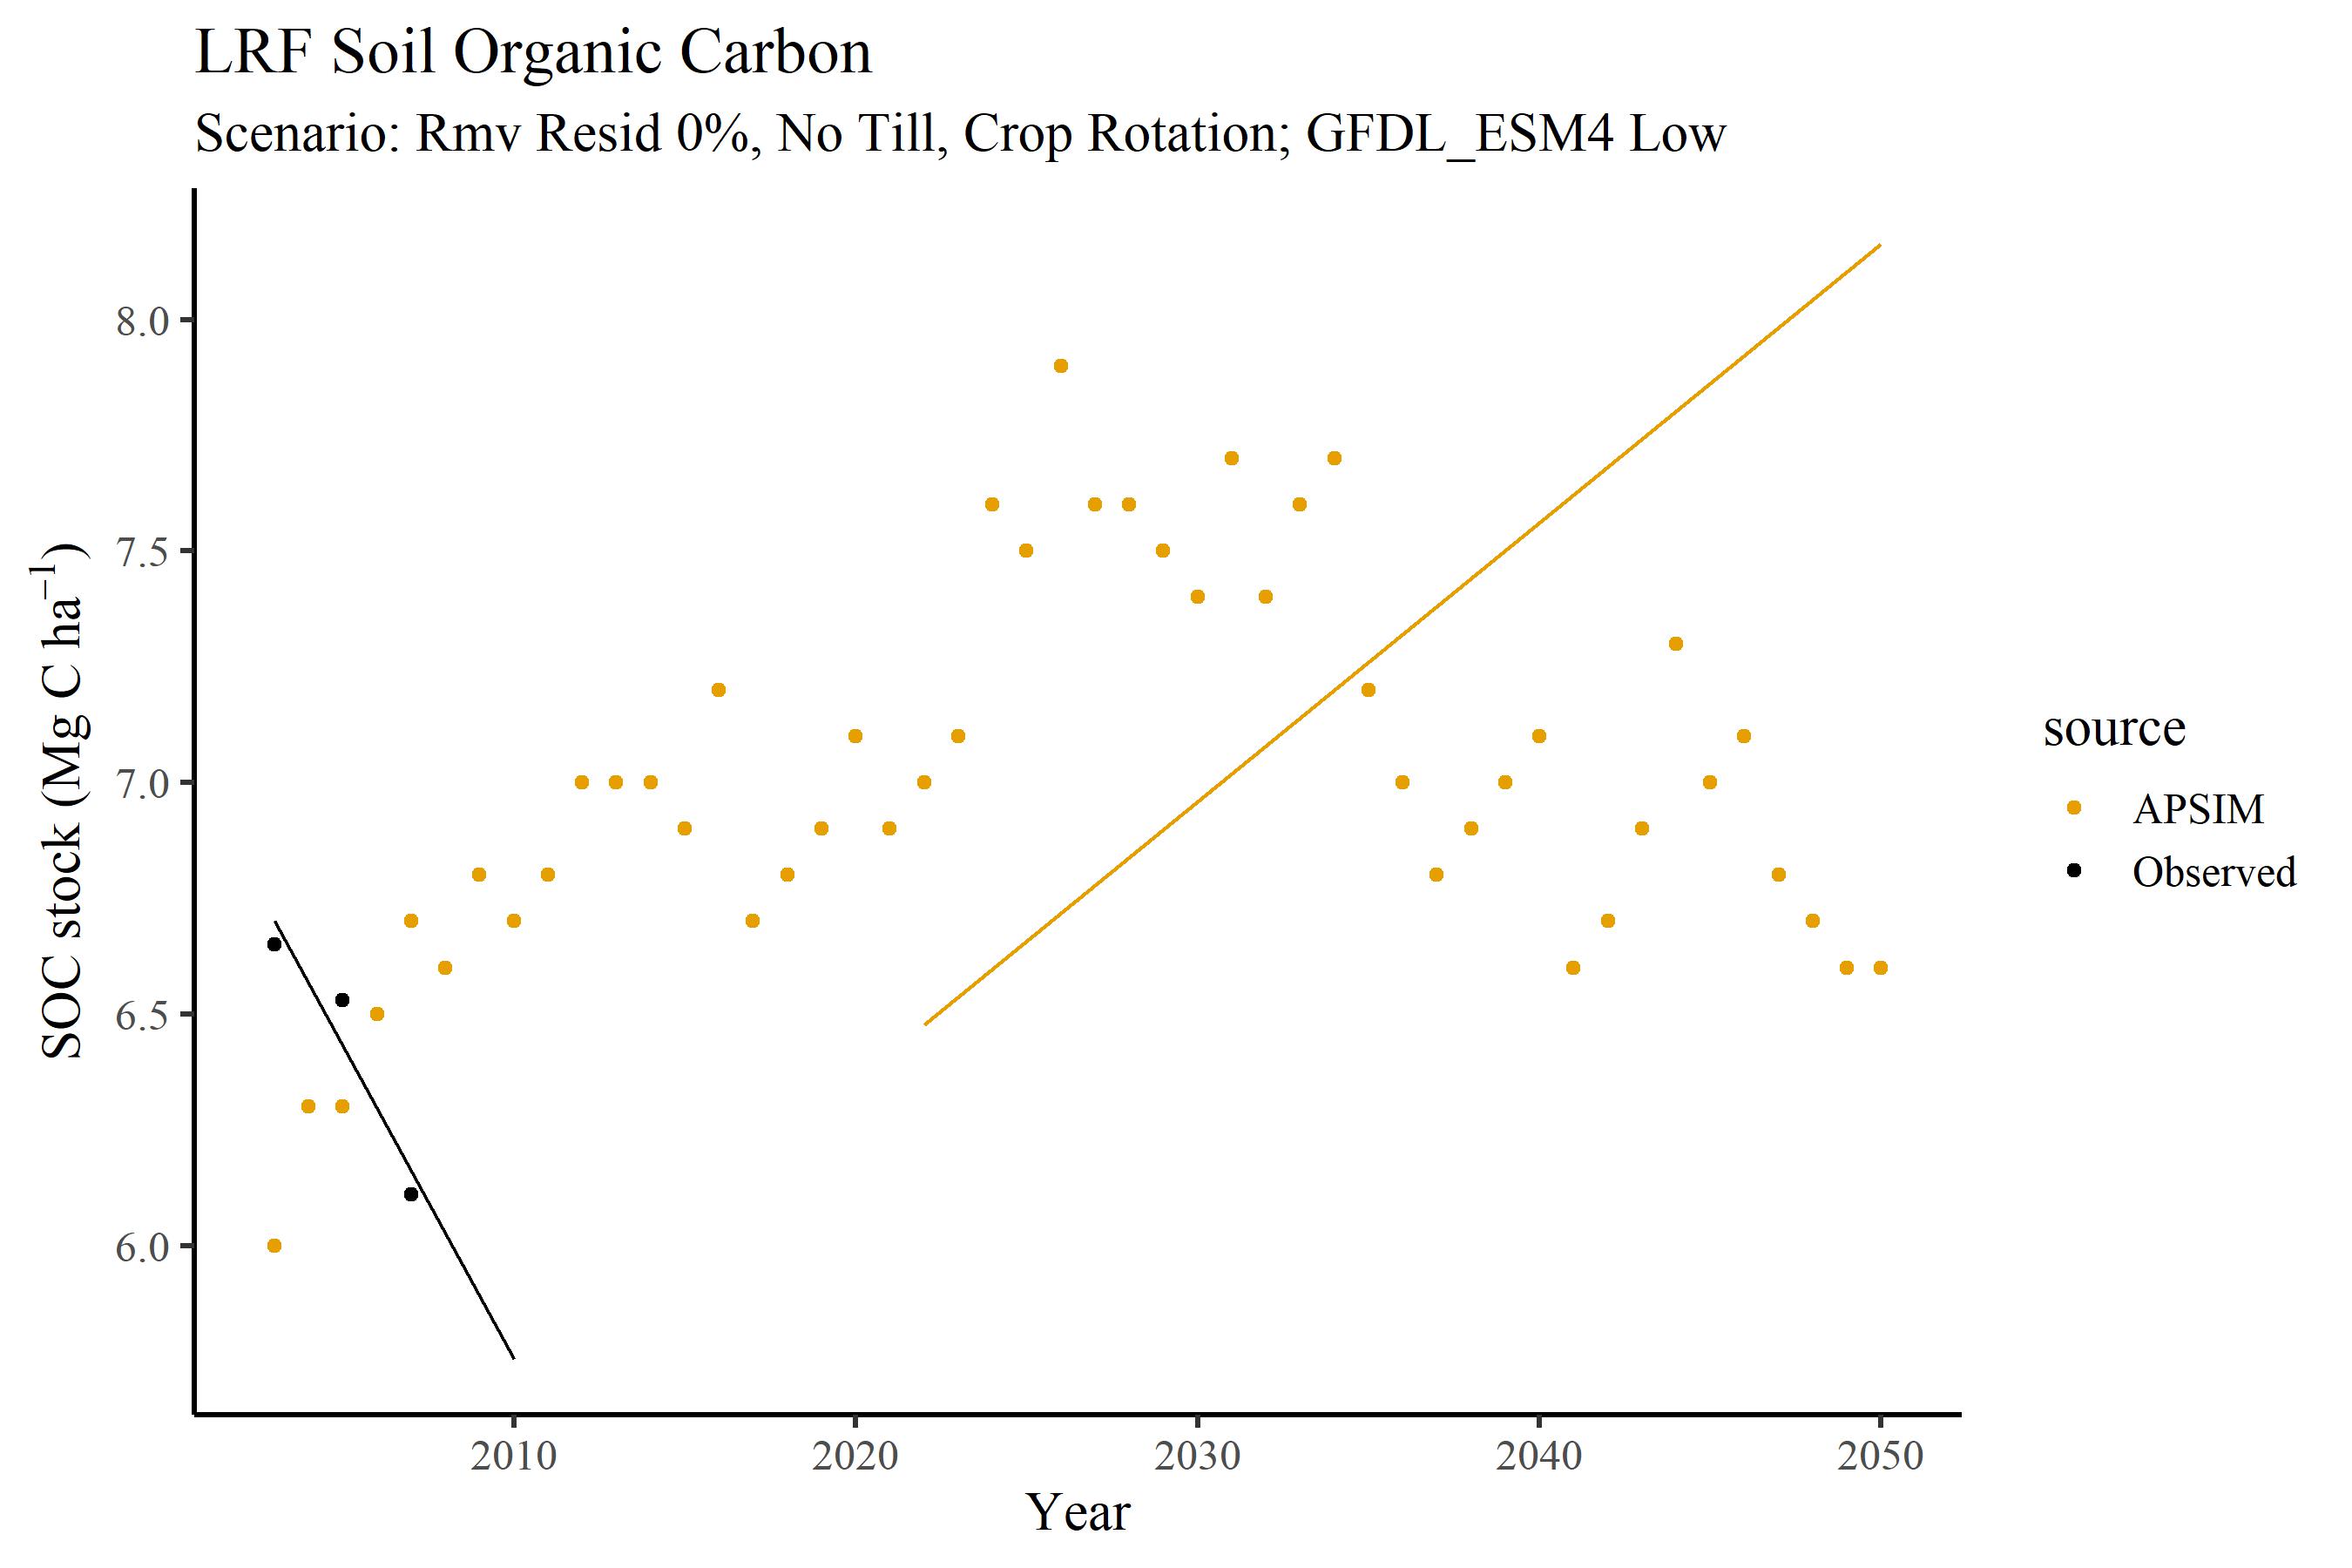 LRF Soil Organic Carbon
Scenario: Rmv Resid 0%, No Till, Crop Rotation; GFDL_ESM4 Low
SOC stock (Mg C ha⁻¹)
8.0
7.5
7.0
6.5
6.0
2010 2020 2030 2040 2050
Year
source
APSIM
Observed